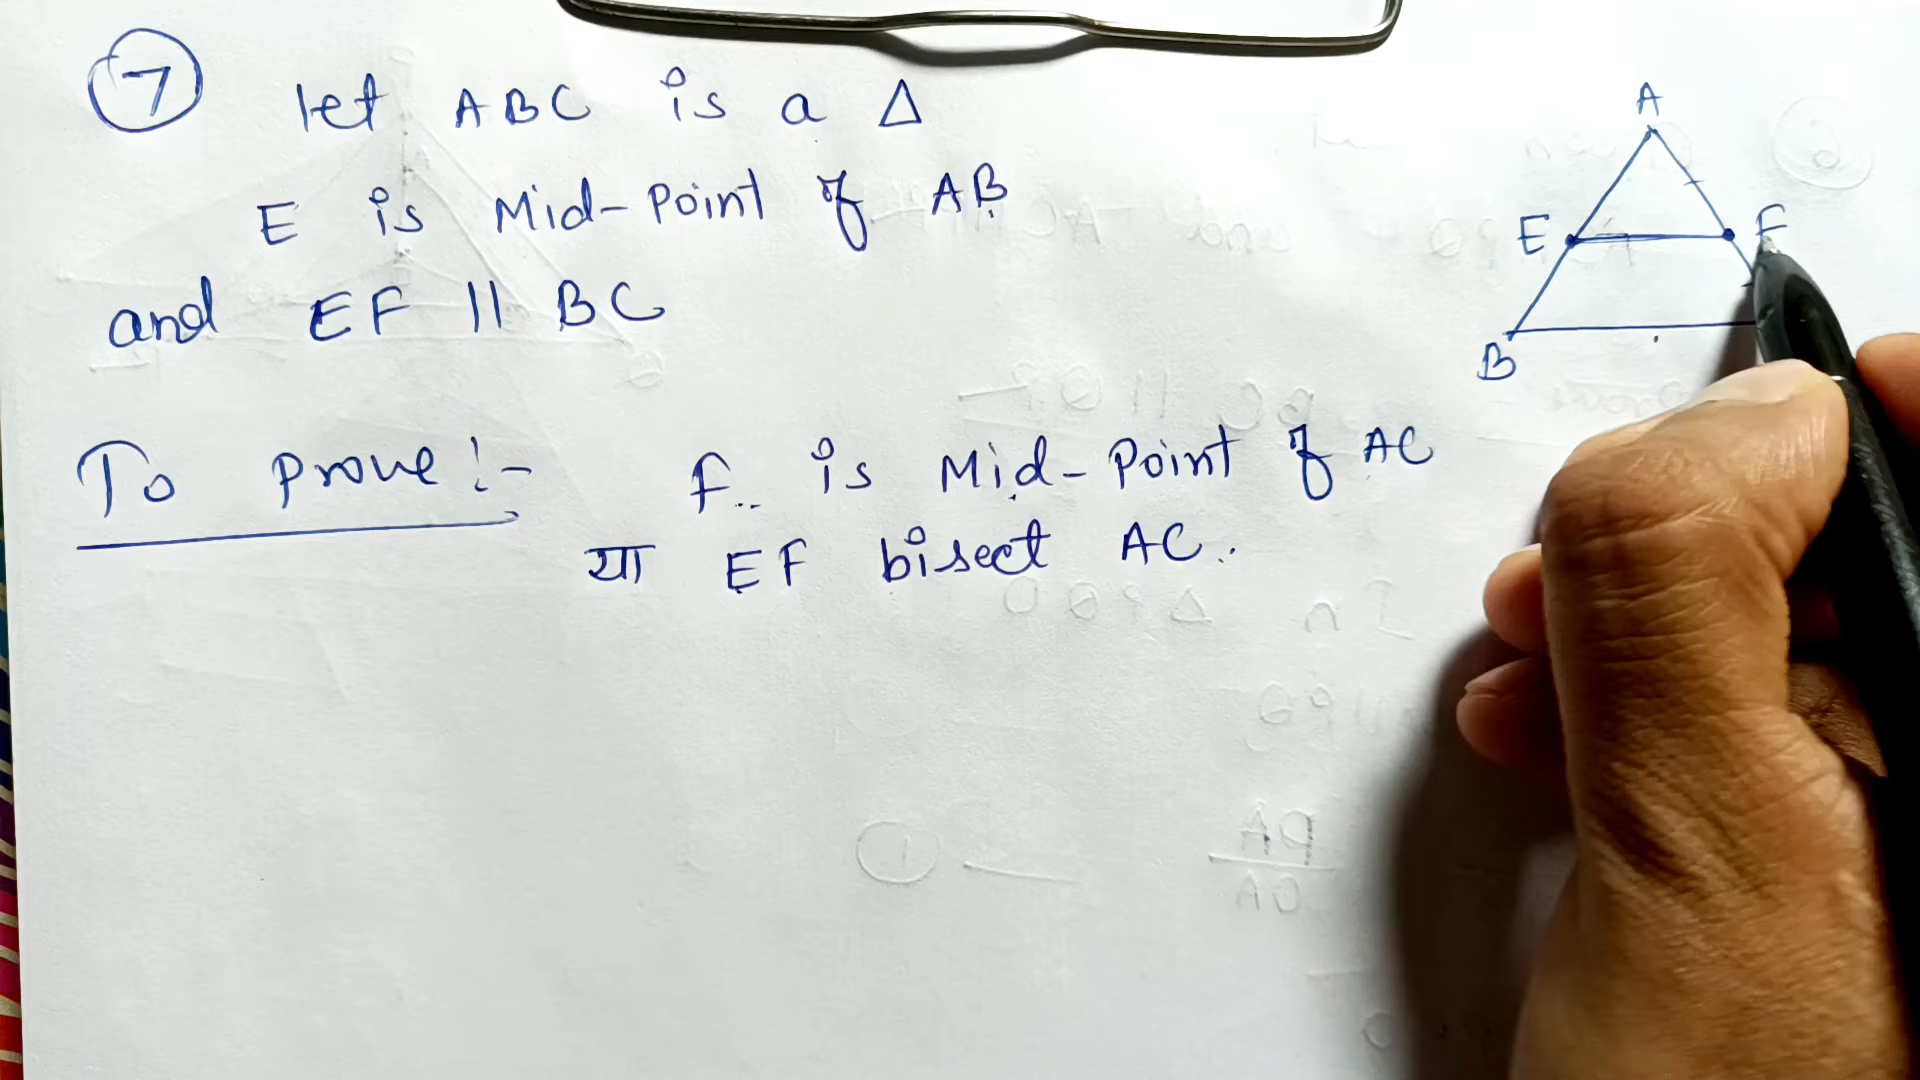 7 let ABC is a Δ
E is Mid-Point of AB
and EF || BC
To prove :- F is Mid-Point of AC
या EF bisect AC.
A
E F
B